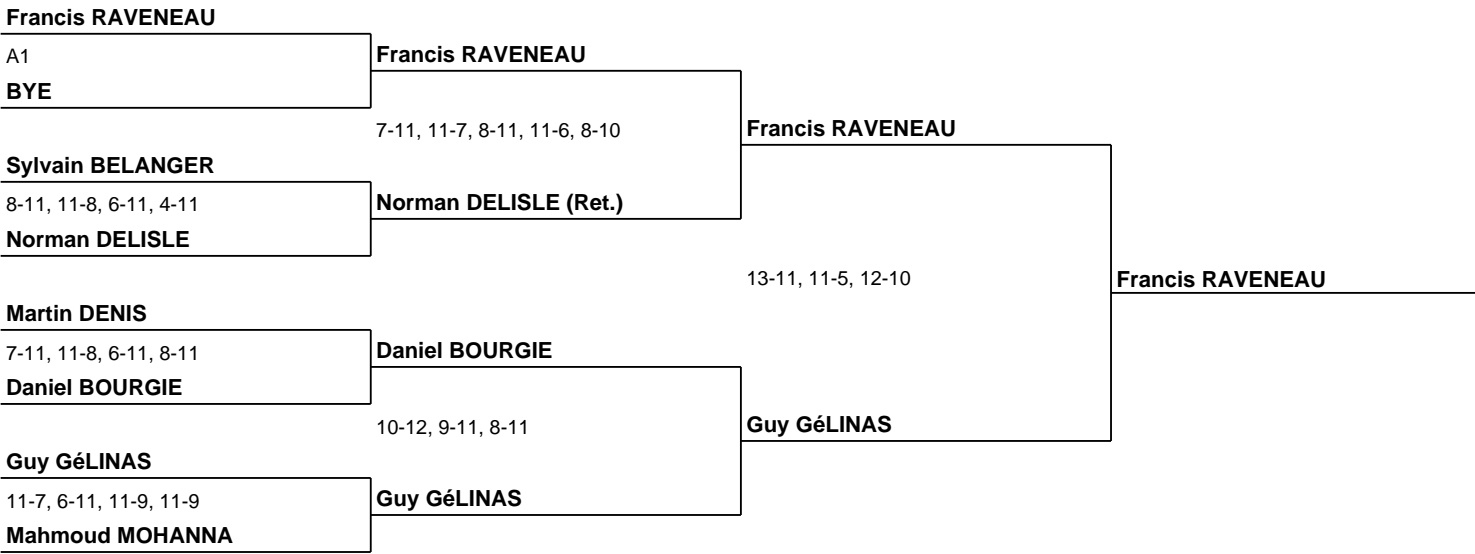 Francis RAVENEAU
A1
Francis RAVENEAU
BYE
7-11, 11-7, 8-11, 11-6, 8-10
Francis RAVENEAU
Sylvain BELANGER
8-11, 11-8, 6-11, 4-11
Norman DELISLE (Ret.)
Norman DELISLE
13-11, 11-5, 12-10
Francis RAVENEAU
Martin DENIS
7-11, 11-8, 6-11, 8-11
Daniel BOURGIE
Daniel BOURGIE
10-12, 9-11, 8-11
Guy GéLINAS
Guy GéLINAS
11-7, 6-11, 11-9, 11-9
Guy GéLINAS
Mahmoud MOHANNA